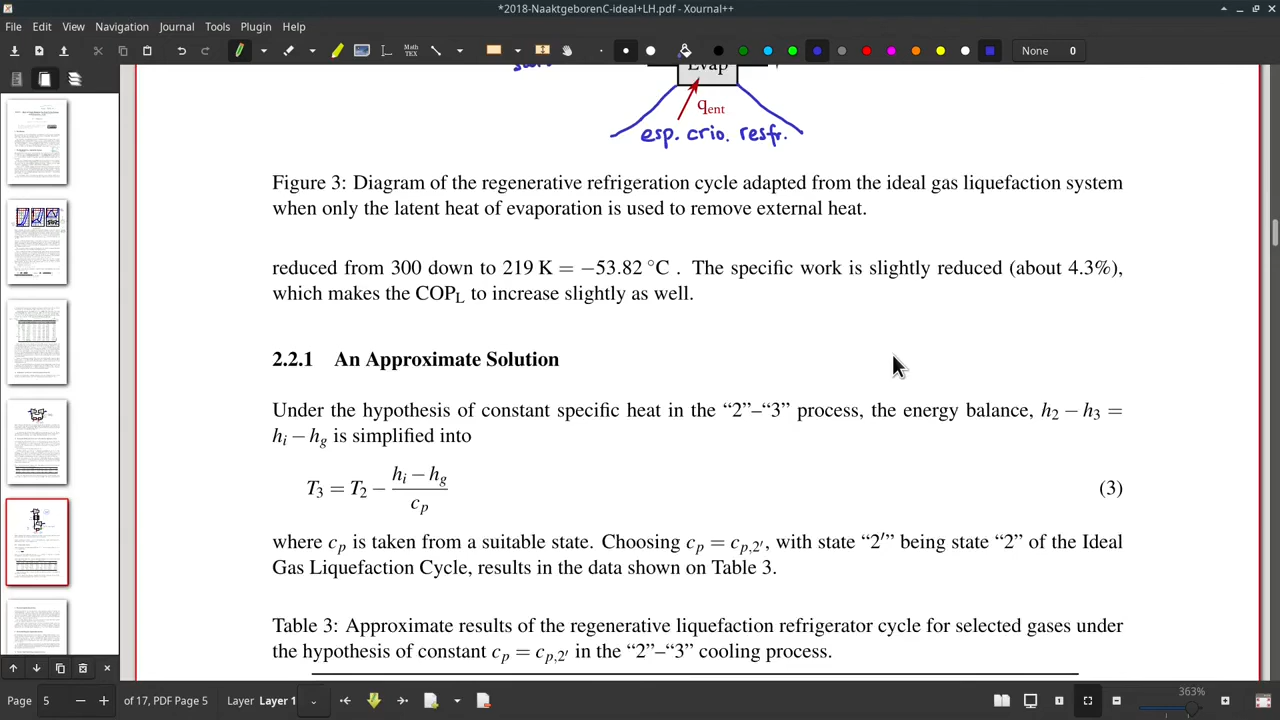 *2018-NaaktgeborenC-ideal+LH.pdf - Xournal++
File Edit View Navigation Journal Tools Plugin Help
Math TEX
None 0
Evap
q_ent
esp. crio. resfr.
Figure 3: Diagram of the regenerative refrigeration cycle adapted from the ideal gas liquefaction system
when only the latent heat of evaporation is used to remove external heat.
reduced from 300 down to 219 K = −53.82 °C . The specific work is slightly reduced (about 4.3%),
which makes the COP_L to increase slightly as well.
2.2.1 An Approximate Solution
Under the hypothesis of constant specific heat in the “2”–“3” process, the energy balance, h_2 − h_3 =
h_i − h_g is simplified into
T_3 = T_2 − (h_i − h_g)/c_p (3)
where c_p is taken from a suitable state. Choosing c_p = c_{p,2′}, with state “2′” being state “2” of the Ideal
Gas Liquefaction Cycle, results in the data shown on Table 3.
Table 3: Approximate results of the regenerative liquefaction refrigerator cycle for selected gases under
the hypothesis of constant c_p = c_{p,2′} in the “2”–“3” cooling process.
Page 5 of 17, PDF Page 5 Layer Layer 1 363%